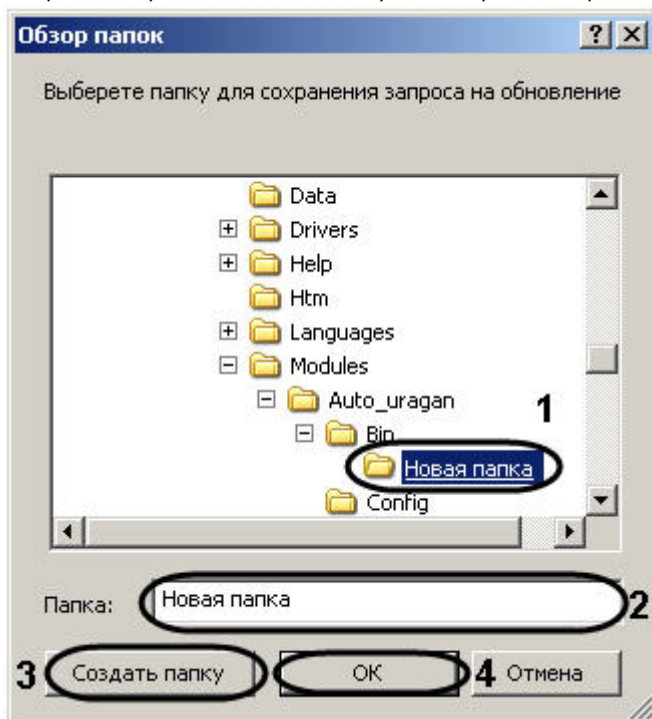 Обзор папок
Выберете папку для сохранения запроса на обновление
Data
Drivers
Help
Htm
Languages
Modules
Auto_uragan
1
Bin
Новая папка
Config
Папка: Новая папка 2
3 Создать папку OK 4 Отмена